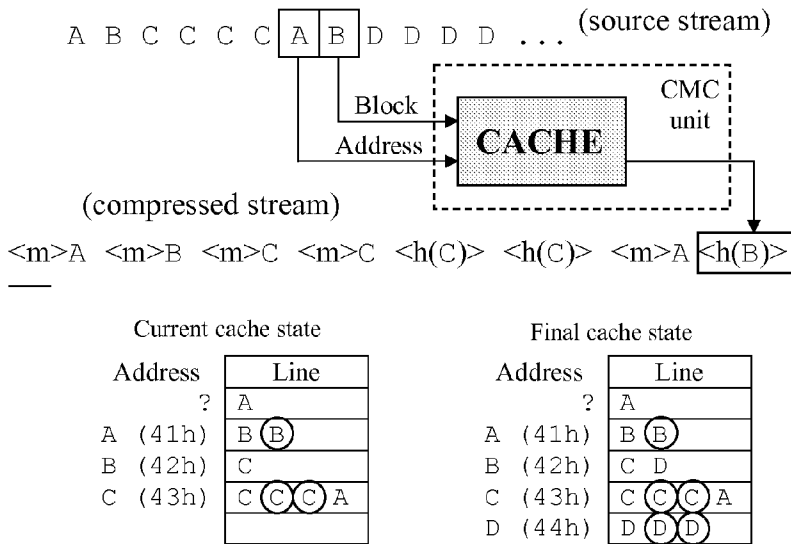 A B C C C C A B D D D D ... (source stream)
Block
Address
CACHE
CMC unit
(compressed stream)
<m>A <m>B <m>C <m>C <h(C)> <h(C)> <m>A <h(B)>
Current cache state
Address Line
? A
A (41h) B B
B (42h) C
C (43h) C C C A
Final cache state
Address Line
? A
A (41h) B B
B (42h) C D
C (43h) C C C A
D (44h) D D D